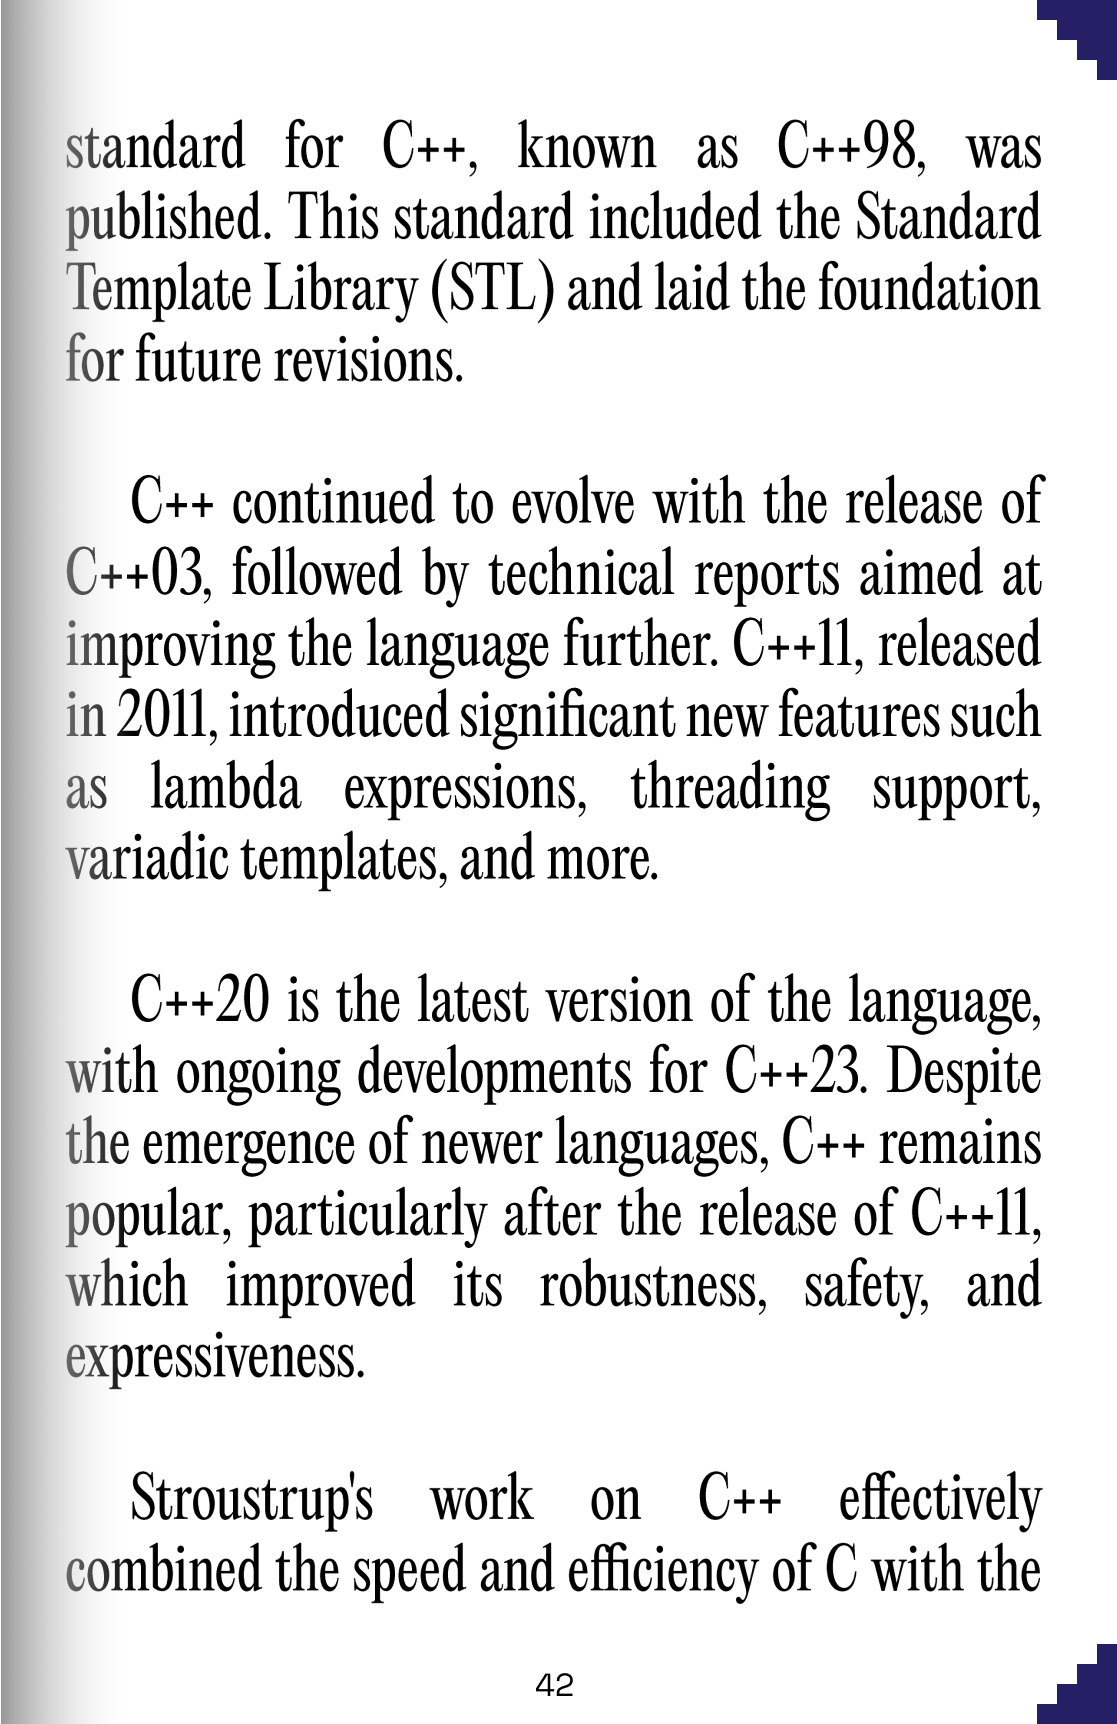 standard for C++, known as C++98, was
published. This standard included the Standard
Template Library (STL) and laid the foundation
for future revisions.
C++ continued to evolve with the release of
C++03, followed by technical reports aimed at
improving the language further. C++11, released
in 2011, introduced significant new features such
as lambda expressions, threading support,
variadic templates, and more.
C++20 is the latest version of the language,
with ongoing developments for C++23. Despite
the emergence of newer languages, C++ remains
popular, particularly after the release of C++11,
which improved its robustness, safety, and
expressiveness.
Stroustrup's work on C++ effectively
combined the speed and efficiency of C with the
42